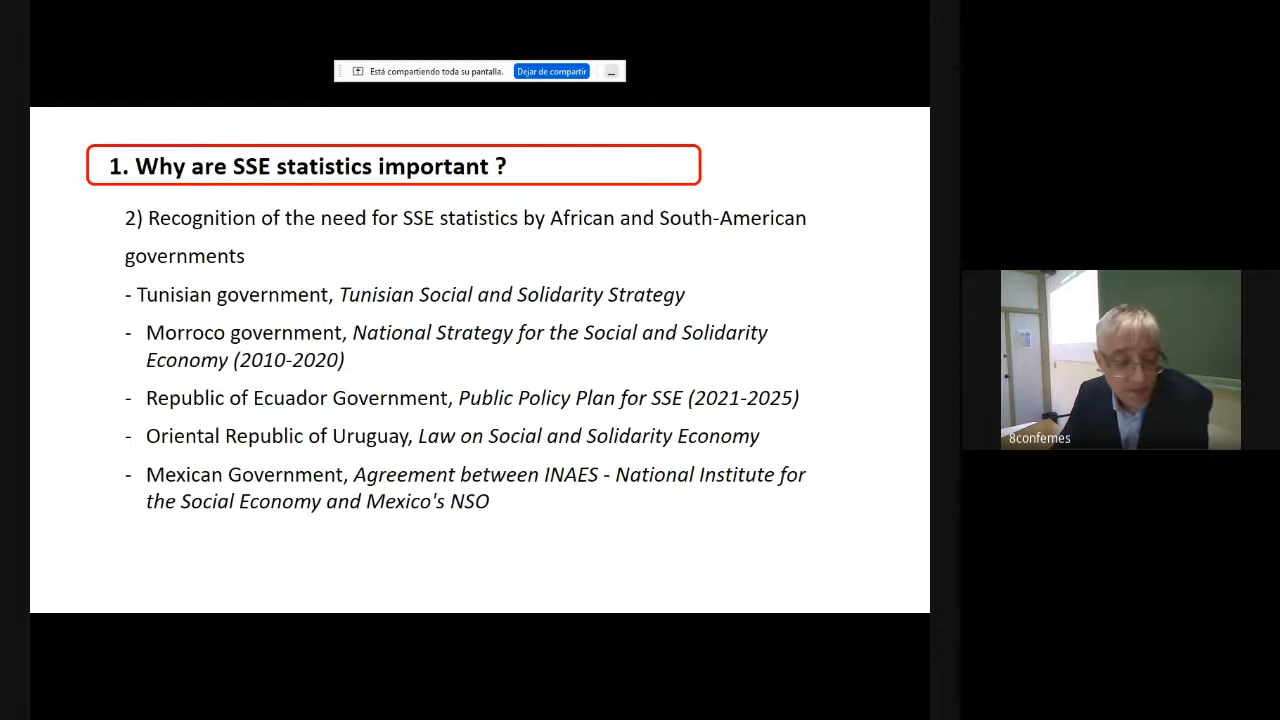 Está compartiendo toda su pantalla. Dejar de compartir
1. Why are SSE statistics important ?
2) Recognition of the need for SSE statistics by African and South-American
governments
- Tunisian government, Tunisian Social and Solidarity Strategy
- Morroco government, National Strategy for the Social and Solidarity
Economy (2010-2020)
- Republic of Ecuador Government, Public Policy Plan for SSE (2021-2025)
- Oriental Republic of Uruguay, Law on Social and Solidarity Economy
- Mexican Government, Agreement between INAES - National Institute for
the Social Economy and Mexico's NSO
8confemes